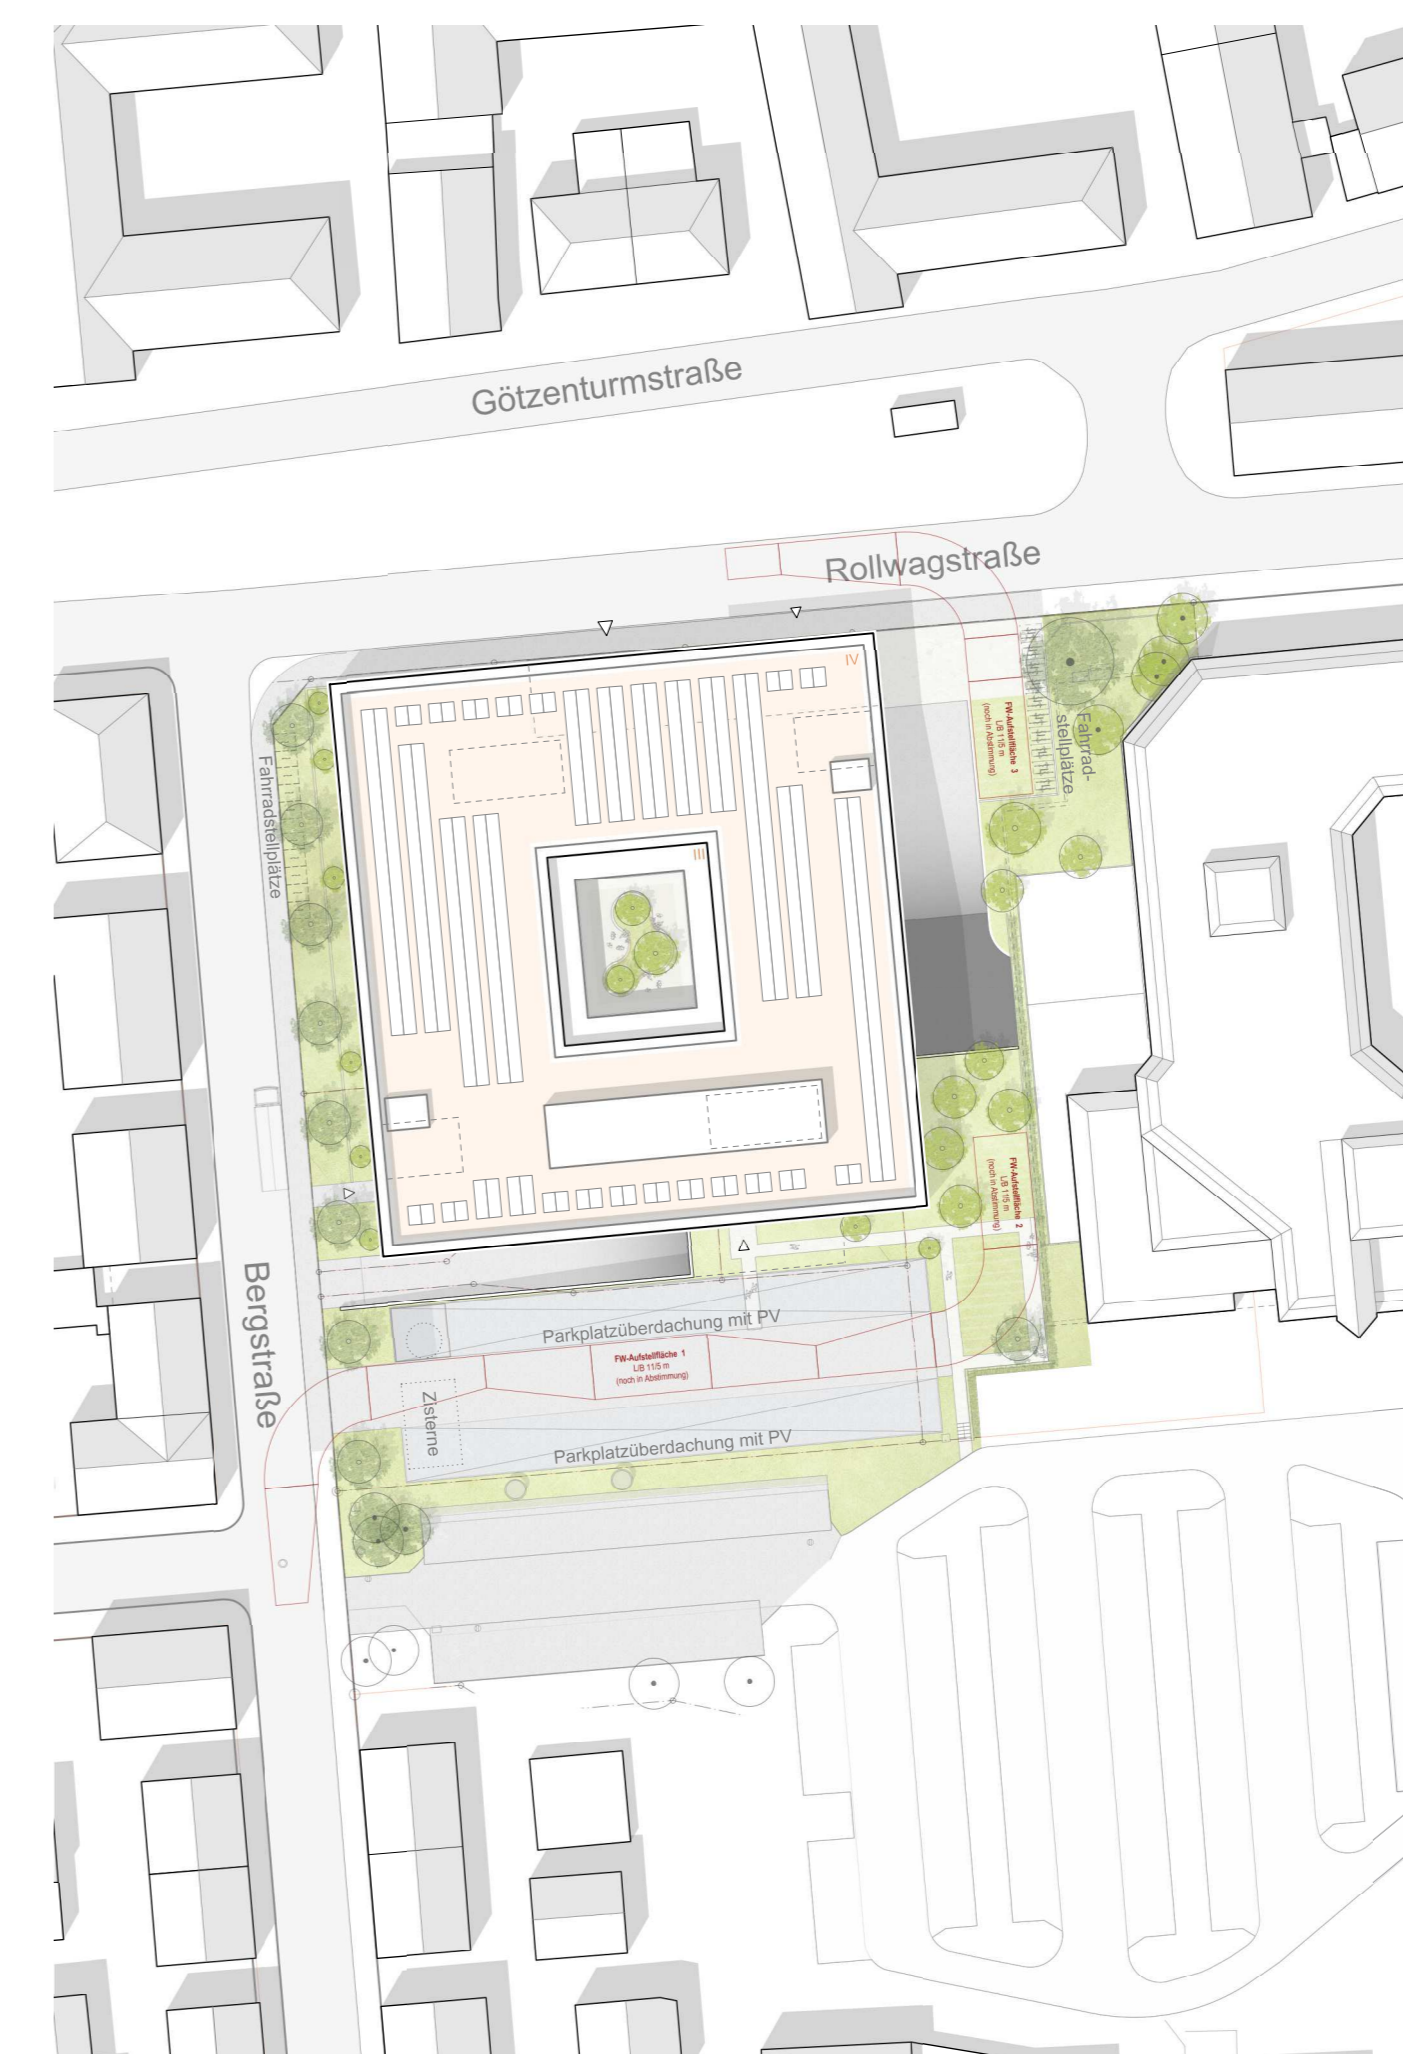 Götzenturmstraße
Rollwagstraße
IV
FW-Aufstellfläche 3
L/B 11/5 m
(noch in Abstimmung)
Fahrrad-
stellplätze
Fahrradstellplätze
III
FW-Aufstellfläche 2
L/B 11/5 m
(noch in Abstimmung)
Bergstraße
Parkplatzüberdachung mit PV
FW-Aufstellfläche 1
L/B 11/5 m
(noch in Abstimmung)
Zisterne
Parkplatzüberdachung mit PV